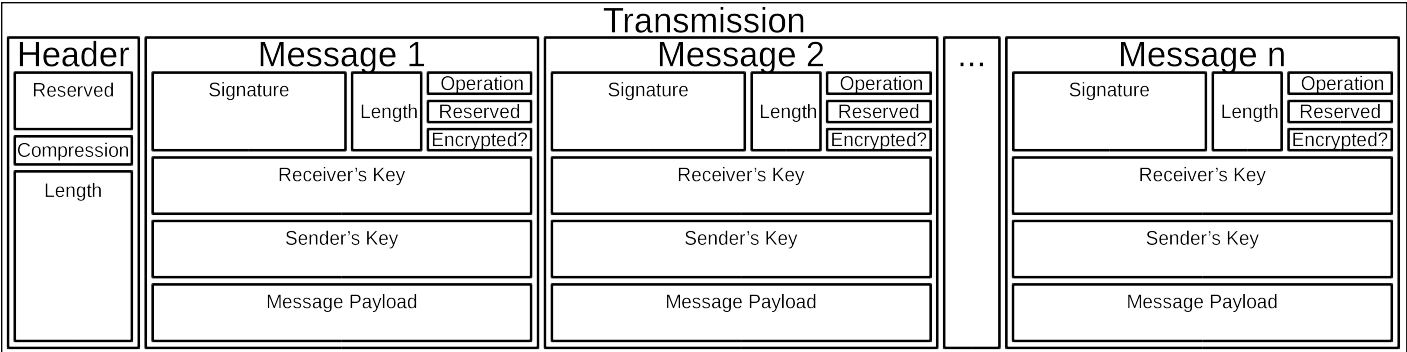 Transmission
Header
Reserved
Compression
Length
Message 1
Signature
Length
Operation
Reserved
Encrypted?
Receiver's Key
Sender's Key
Message Payload
Message 2
Signature
Length
Operation
Reserved
Encrypted?
Receiver's Key
Sender's Key
Message Payload
...
Message n
Signature
Length
Operation
Reserved
Encrypted?
Receiver's Key
Sender's Key
Message Payload